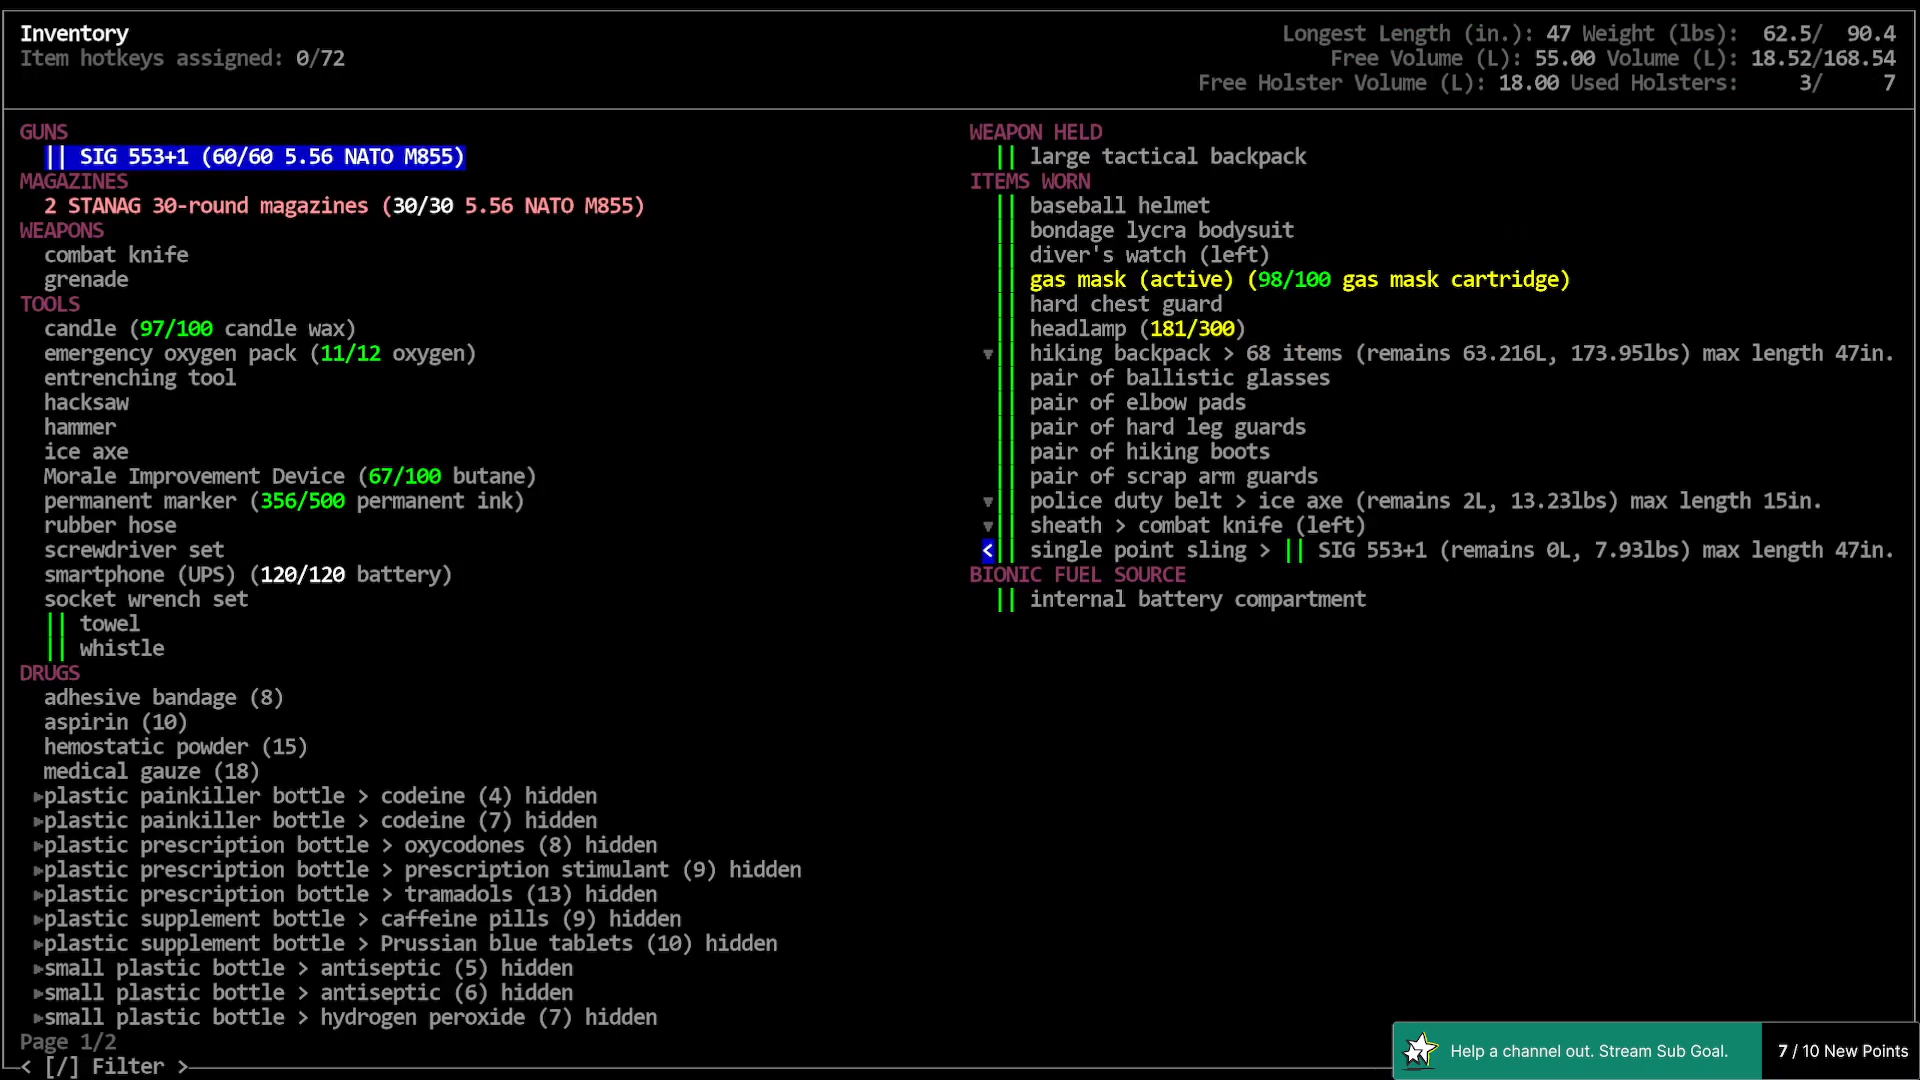 Inventory
Item hotkeys assigned: 0/72
Longest Length (in.): 47 Weight (lbs): 62.5/ 90.4
Free Volume (L): 55.00 Volume (L): 18.52/168.54
Free Holster Volume (L): 18.00 Used Holsters: 3/ 7
GUNS
|| SIG 553+1 (60/60 5.56 NATO M855)
MAGAZINES
2 STANAG 30-round magazines (30/30 5.56 NATO M855)
WEAPONS
combat knife
grenade
TOOLS
candle (97/100 candle wax)
emergency oxygen pack (11/12 oxygen)
entrenching tool
hacksaw
hammer
ice axe
Morale Improvement Device (67/100 butane)
permanent marker (356/500 permanent ink)
rubber hose
screwdriver set
smartphone (UPS) (120/120 battery)
socket wrench set
|| towel
|| whistle
DRUGS
adhesive bandage (8)
aspirin (10)
hemostatic powder (15)
medical gauze (18)
▶plastic painkiller bottle > codeine (4) hidden
▶plastic painkiller bottle > codeine (7) hidden
▶plastic prescription bottle > oxycodones (8) hidden
▶plastic prescription bottle > prescription stimulant (9) hidden
▶plastic prescription bottle > tramadols (13) hidden
▶plastic supplement bottle > caffeine pills (9) hidden
▶plastic supplement bottle > Prussian blue tablets (10) hidden
▶small plastic bottle > antiseptic (5) hidden
▶small plastic bottle > antiseptic (6) hidden
▶small plastic bottle > hydrogen peroxide (7) hidden
Page 1/2
< [/] Filter >
WEAPON HELD
|| large tactical backpack
ITEMS WORN
|| baseball helmet
|| bondage lycra bodysuit
|| diver's watch (left)
|| gas mask (active) (98/100 gas mask cartridge)
|| hard chest guard
|| headlamp (181/300)
▼|| hiking backpack > 68 items (remains 63.216L, 173.95lbs) max length 47in.
|| pair of ballistic glasses
|| pair of elbow pads
|| pair of hard leg guards
|| pair of hiking boots
|| pair of scrap arm guards
▼|| police duty belt > ice axe (remains 2L, 13.23lbs) max length 15in.
▼|| sheath > combat knife (left)
<|| single point sling > || SIG 553+1 (remains 0L, 7.93lbs) max length 47in.
BIONIC FUEL SOURCE
|| internal battery compartment
Help a channel out. Stream Sub Goal.
7 / 10 New Points